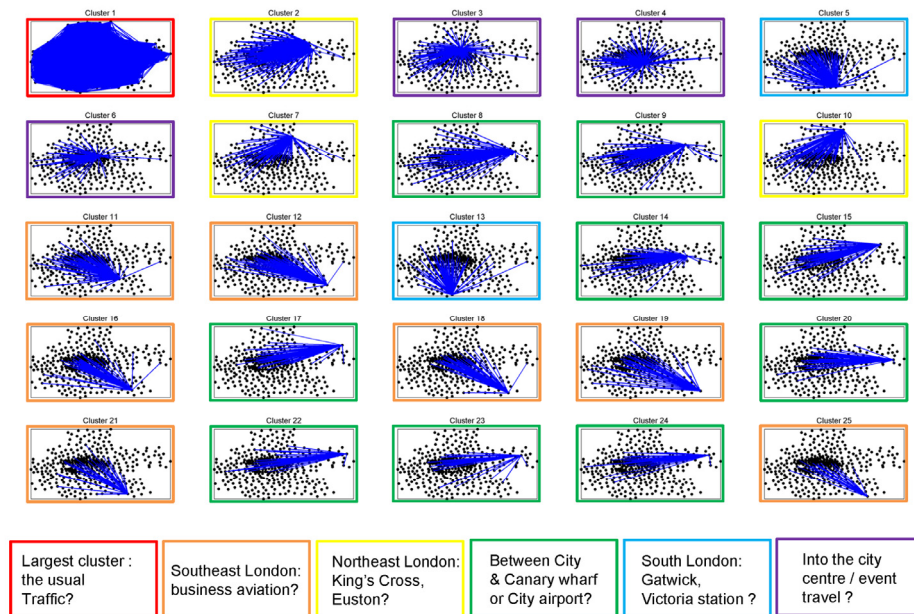 Cluster 1
Cluster 2
Cluster 3
Cluster 4
Cluster 5
Cluster 6
Cluster 7
Cluster 8
Cluster 9
Cluster 10
Cluster 11
Cluster 12
Cluster 13
Cluster 14
Cluster 15
Cluster 16
Cluster 17
Cluster 18
Cluster 19
Cluster 20
Cluster 21
Cluster 22
Cluster 23
Cluster 24
Cluster 25
Largest cluster :
the usual
Traffic?
Southeast London:
business aviation?
Northeast London:
King's Cross,
Euston?
Between City
& Canary wharf
or City airport?
South London:
Gatwick,
Victoria station ?
Into the city
centre / event
travel ?